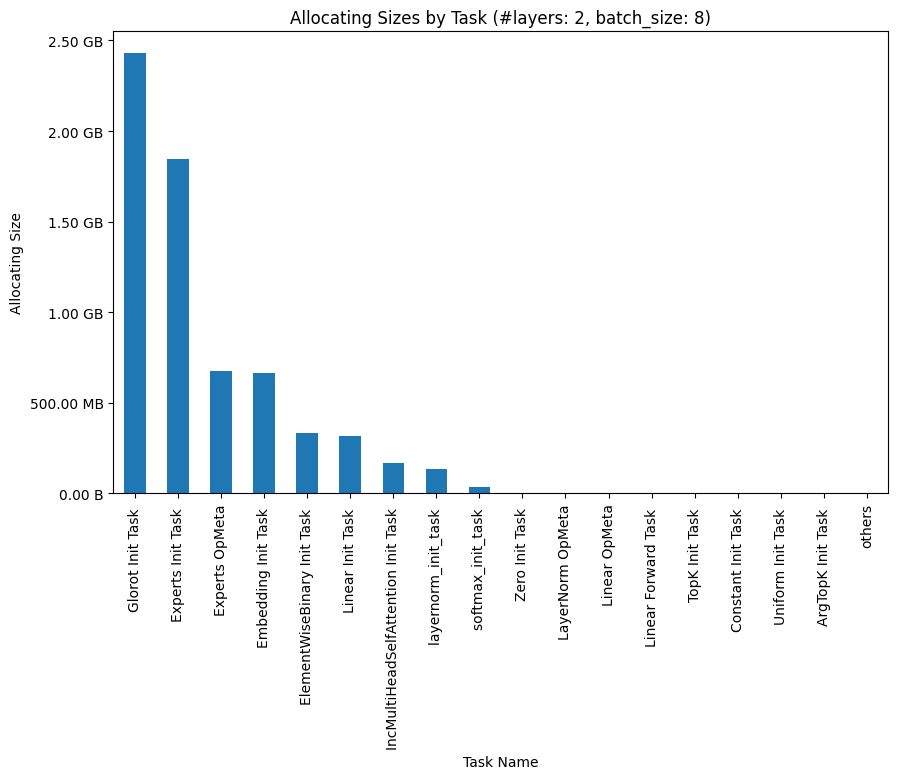 Allocating Sizes by Task (#layers: 2, batch_size: 8)
2.50 GB
2.00 GB
1.50 GB
1.00 GB
500.00 MB
0.00 B
Allocating Size
Glorot Init Task
Experts Init Task
Experts OpMeta
Embedding Init Task
ElementWiseBinary Init Task
Linear Init Task
IncMultiHeadSelfAttention Init Task
layernorm_init_task
softmax_init_task
Zero Init Task
LayerNorm OpMeta
Linear OpMeta
Linear Forward Task
TopK Init Task
Constant Init Task
Uniform Init Task
ArgTopK Init Task
others
Task Name